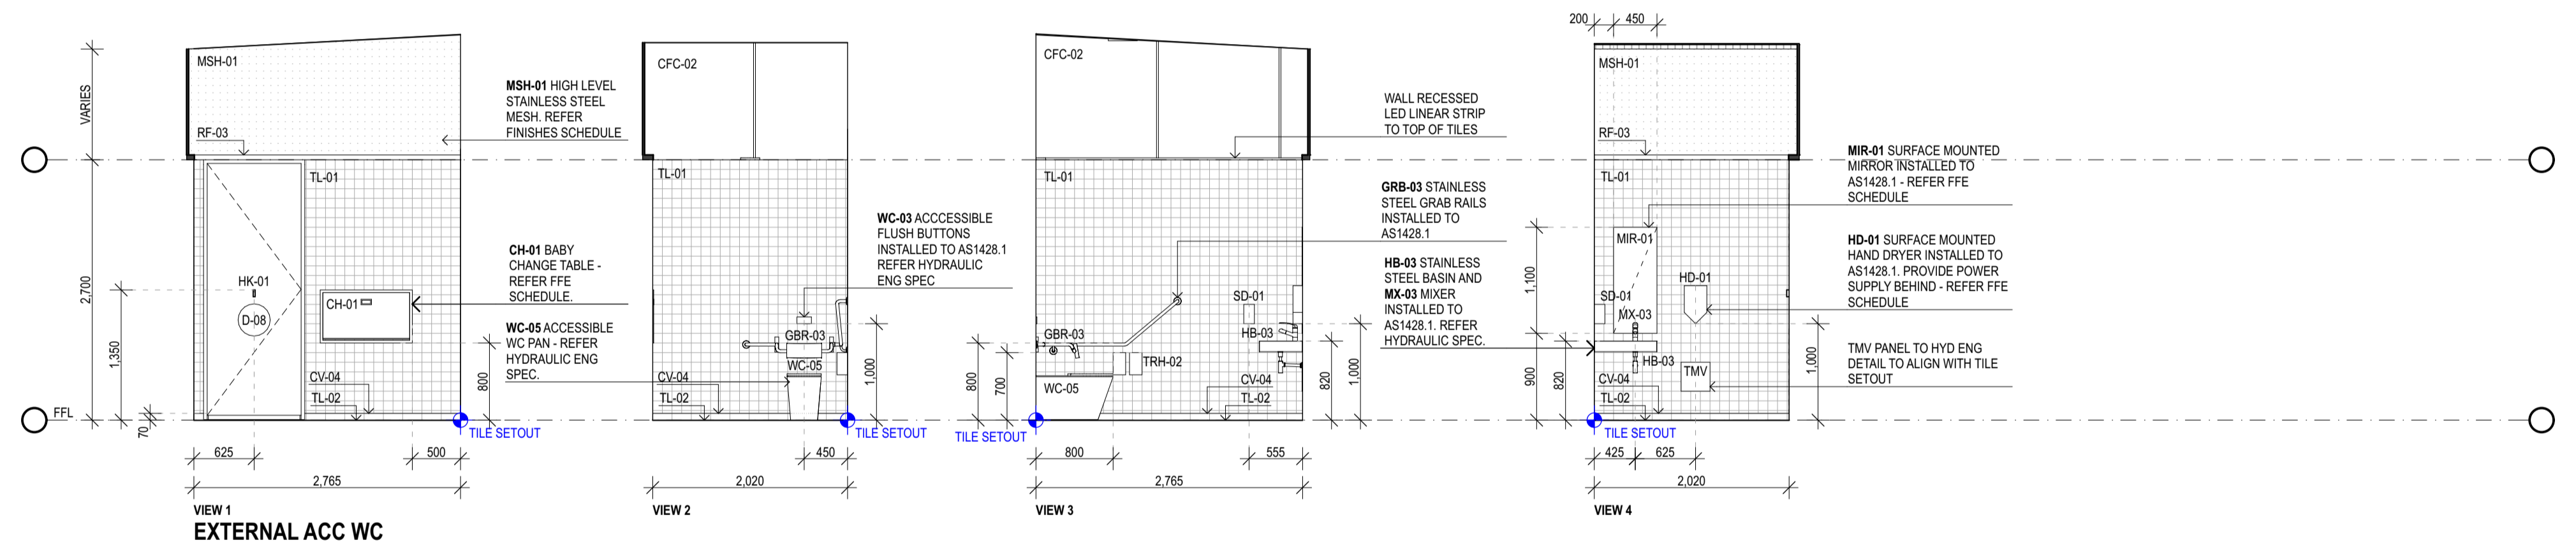 VARIES
2,700
1,350
70
FFL
MSH-01
RF-03
TL-01
HK-01
D-08
CH-01
CV-04
TL-02
800
TILE SETOUT
625
500
2,765
VIEW 1
EXTERNAL ACC WC
MSH-01 HIGH LEVEL
STAINLESS STEEL
MESH. REFER
FINISHES SCHEDULE
CH-01 BABY
CHANGE TABLE -
REFER FFE
SCHEDULE.
WC-05 ACCESSIBLE
WC PAN - REFER
HYDRAULIC ENG
SPEC.
CFC-02
TL-01
GBR-03
WC-05
CV-04
TL-02
1,000
TILE SETOUT
450
2,020
VIEW 2
WC-03 ACCCESSIBLE
FLUSH BUTTONS
INSTALLED TO AS1428.1
REFER HYDRAULIC
ENG SPEC
800
700
CFC-02
TL-01
GBR-03
WC-05
TRH-02
SD-01
HB-03
CV-04
TL-02
820
1,000
TILE SETOUT
800
555
2,765
VIEW 3
WALL RECESSED
LED LINEAR STRIP
TO TOP OF TILES
GRB-03 STAINLESS
STEEL GRAB RAILS
INSTALLED TO
AS1428.1
HB-03 STAINLESS
STEEL BASIN AND
MX-03 MIXER
INSTALLED TO
AS1428.1. REFER
HYDRAULIC SPEC.
200
450
1,100
900
820
MSH-01
RF-03
TL-01
MIR-01
HD-01
SD-01
MX-03
HB-03
TMV
CV-04
TL-02
1,000
TILE SETOUT
425
625
2,020
VIEW 4
MIR-01 SURFACE MOUNTED
MIRROR INSTALLED TO
AS1428.1 - REFER FFE
SCHEDULE
HD-01 SURFACE MOUNTED
HAND DRYER INSTALLED TO
AS1428.1. PROVIDE POWER
SUPPLY BEHIND - REFER FFE
SCHEDULE
TMV PANEL TO HYD ENG
DETAIL TO ALIGN WITH TILE
SETOUT